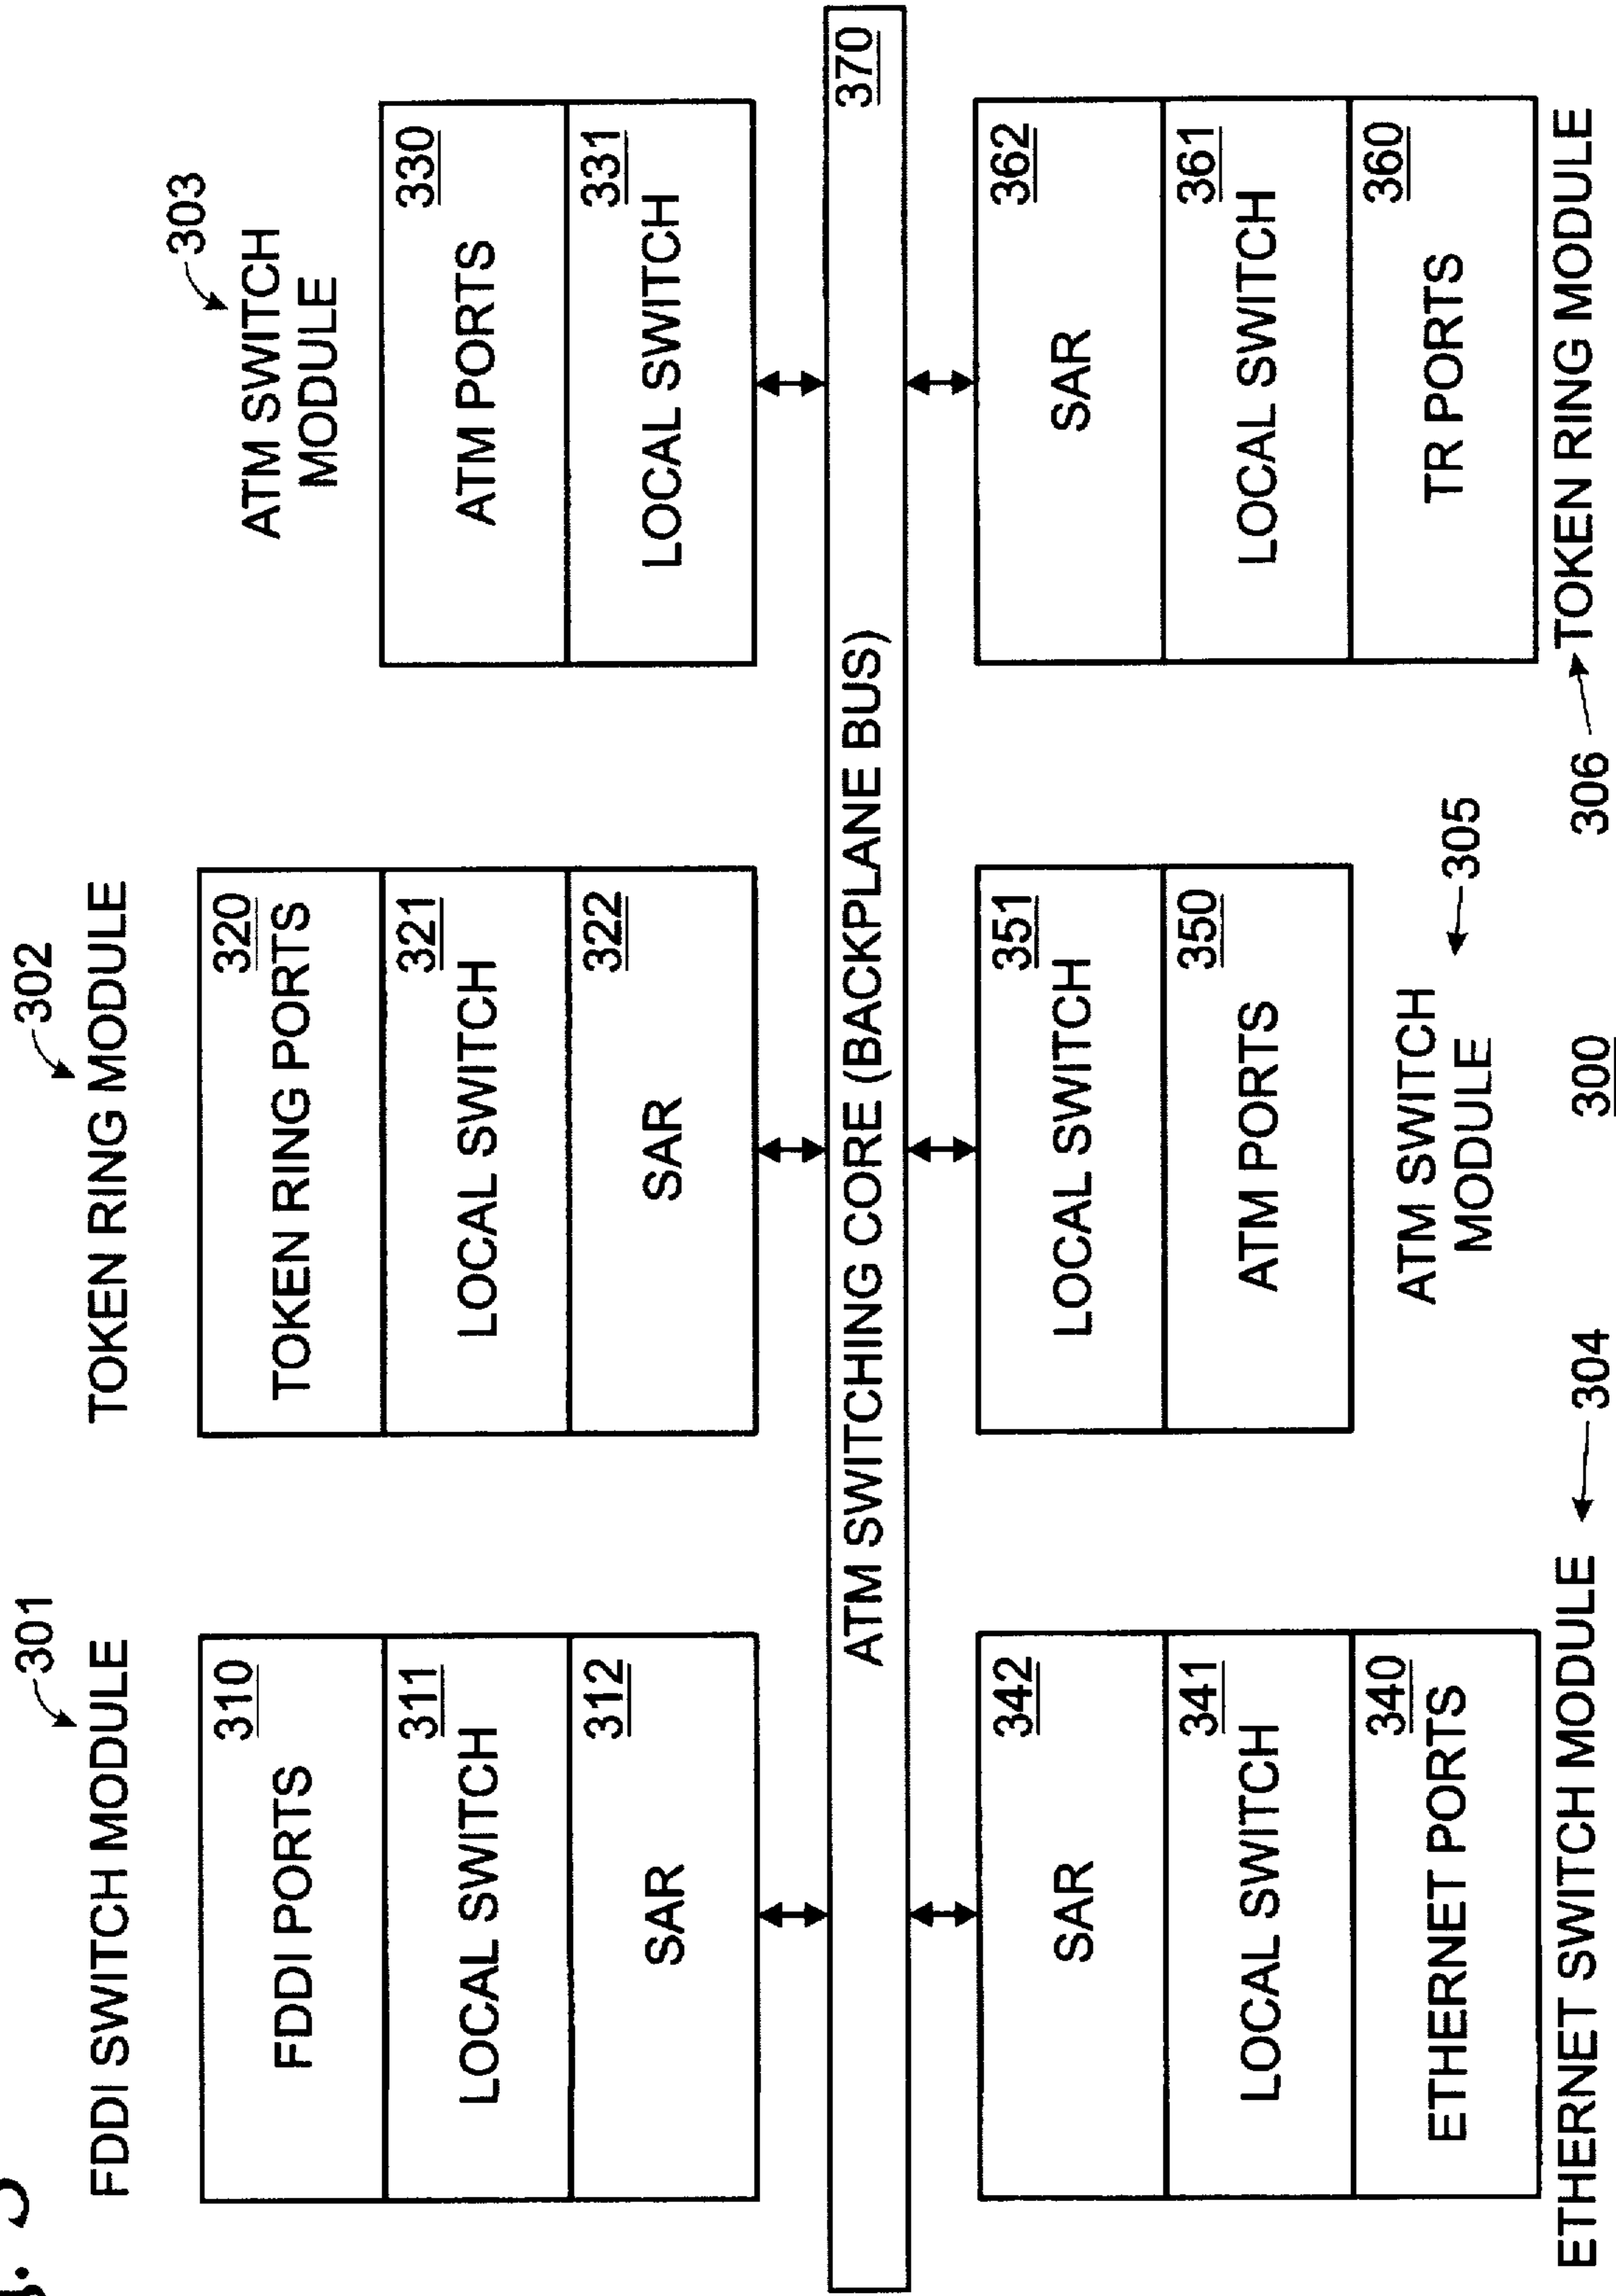 301
FDDI SWITCH MODULE
310
FDDI PORTS
311
LOCAL SWITCH
312
SAR
302
TOKEN RING MODULE
320
TOKEN RING PORTS
321
LOCAL SWITCH
322
SAR
303
ATM SWITCH
MODULE
330
ATM PORTS
331
LOCAL SWITCH
ATM SWITCHING CORE (BACKPLANE BUS)
370
342
SAR
341
LOCAL SWITCH
340
ETHERNET PORTS
ETHERNET SWITCH MODULE
304
351
LOCAL SWITCH
350
ATM PORTS
ATM SWITCH
MODULE
305
300
362
SAR
361
LOCAL SWITCH
360
TR PORTS
306
TOKEN RING MODULE